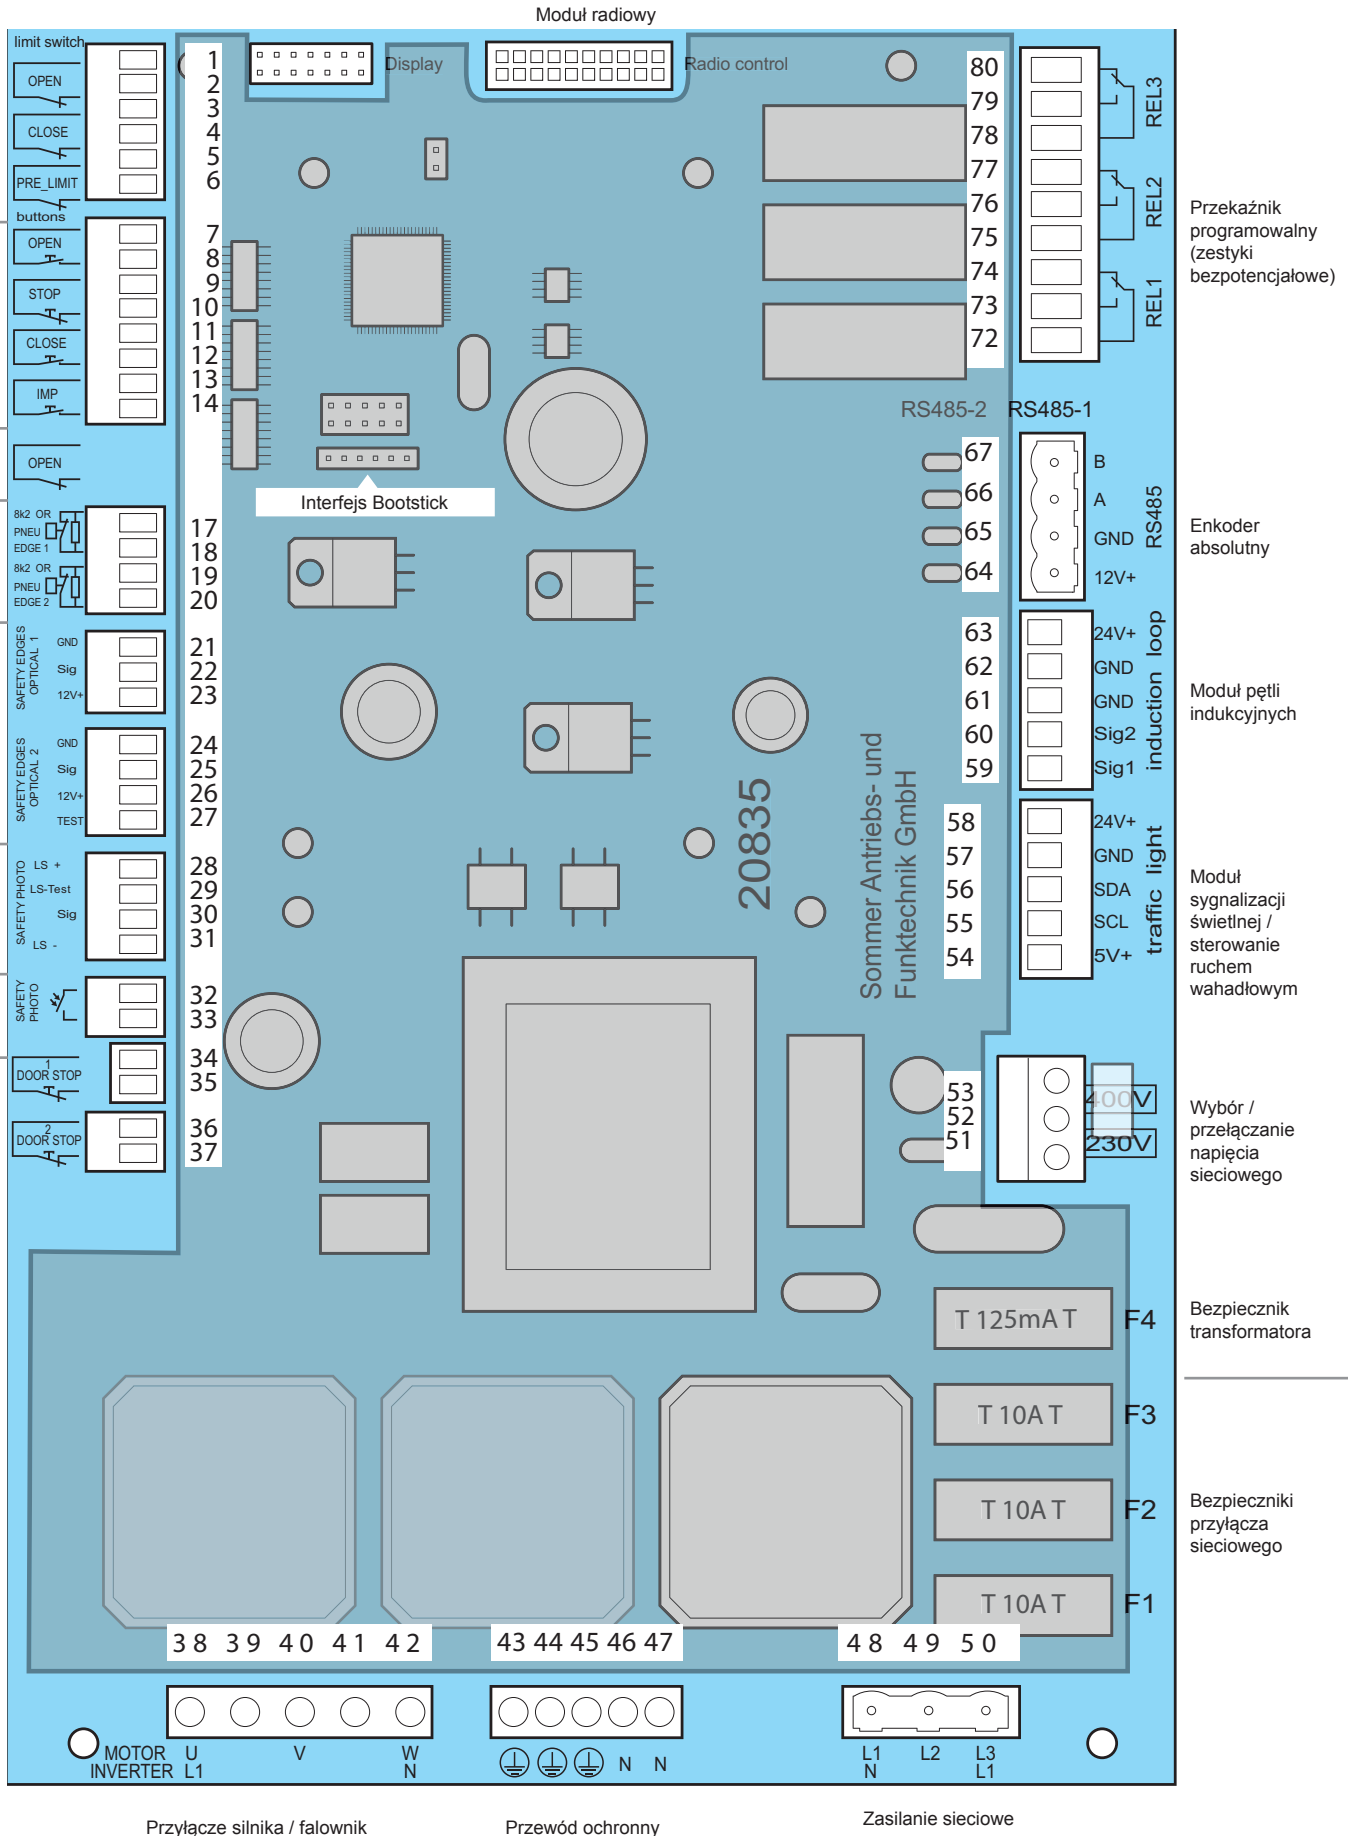 Moduł radiowy
limit switch
OPEN
CLOSE
PRE_LIMIT
buttons
OPEN
STOP
CLOSE
IMP
OPEN
8k2 OR
PNEU
EDGE 1
8k2 OR
PNEU
EDGE 2
SAFETY EDGES
OPTICAL 1
GND
Sig
12V+
SAFETY EDGES
OPTICAL 2
GND
Sig
12V+
TEST
SAFETY PHOTO
LS +
LS-Test
Sig
LS -
SAFETY
PHOTO
1
DOOR STOP
2
DOOR STOP
1
2
3
4
5
6
7
8
9
10
11
12
13
14
17
18
19
20
21
22
23
24
25
26
27
28
29
30
31
32
33
34
35
36
37
Display
Radio control
Interfejs Bootstick
20835
Sommer Antriebs- und
Funktechnik GmbH
80
79
78
77
76
75
74
73
72
REL3
REL2
REL1
Przekaźnik
programowalny
(zestyki
bezpotencjałowe)
RS485-2 RS485-1
67
66
65
64
B
A
GND
12V+
RS485
Enkoder
absolutny
63
62
61
60
59
24V+
GND
GND
Sig2
Sig1
induction loop
Moduł pętli
indukcyjnych
58
57
56
55
54
24V+
GND
SDA
SCL
5V+
traffic light
Moduł
sygnalizacji
świetlnej /
sterowanie
ruchem
wahadłowym
53
52
51
400V
230V
Wybór /
przełączanie
napięcia
sieciowego
T 125mA T F4
Bezpiecznik
transformatora
T 10A T F3
T 10A T F2
T 10A T F1
Bezpieczniki
przyłącza
sieciowego
38 39 40 41 42
43 44 45 46 47
48 49 50
MOTOR U V W
INVERTER L1 N
N N
L1 L2 L3
N L1
Przyłącze silnika / falownik
Przewód ochronny
Zasilanie sieciowe